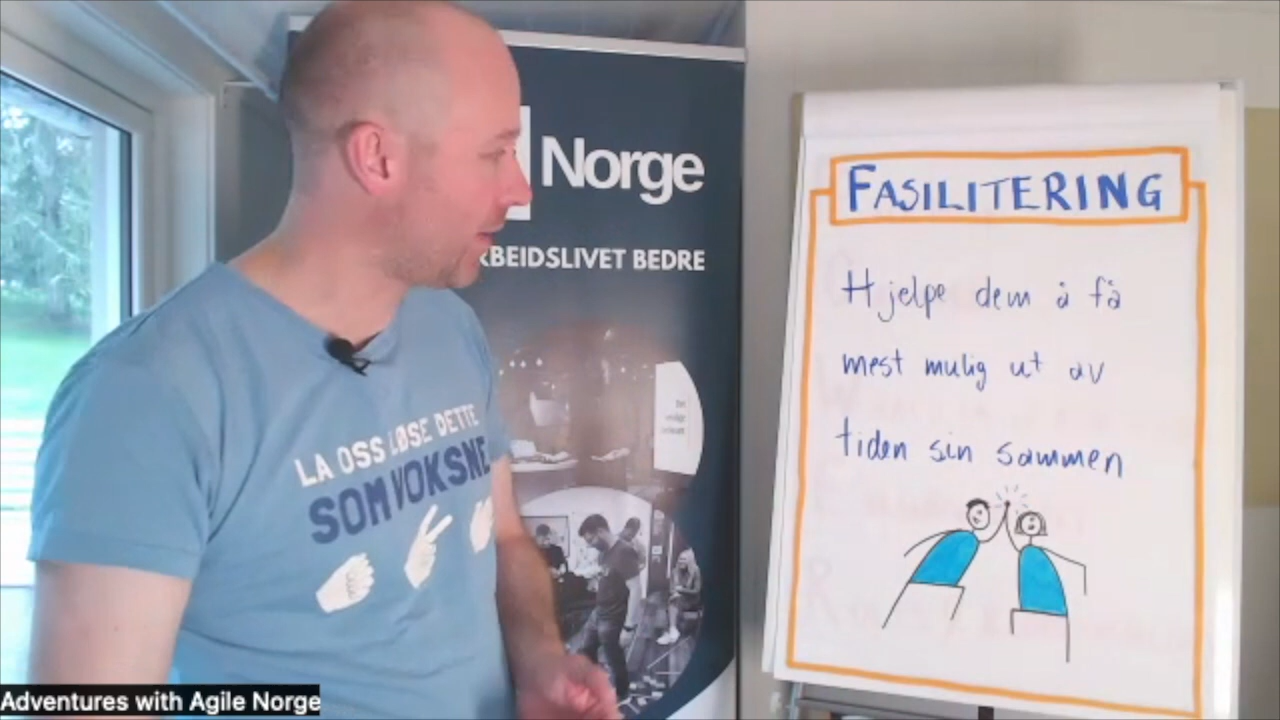 Norge
RBEIDSLIVET BEDRE
LA OSS LØSE DETTE
SOM VOKSNE
FASILITERING
Hjelpe dem å få
mest mulig ut av
tiden sin sammen
Adventures with Agile Norge